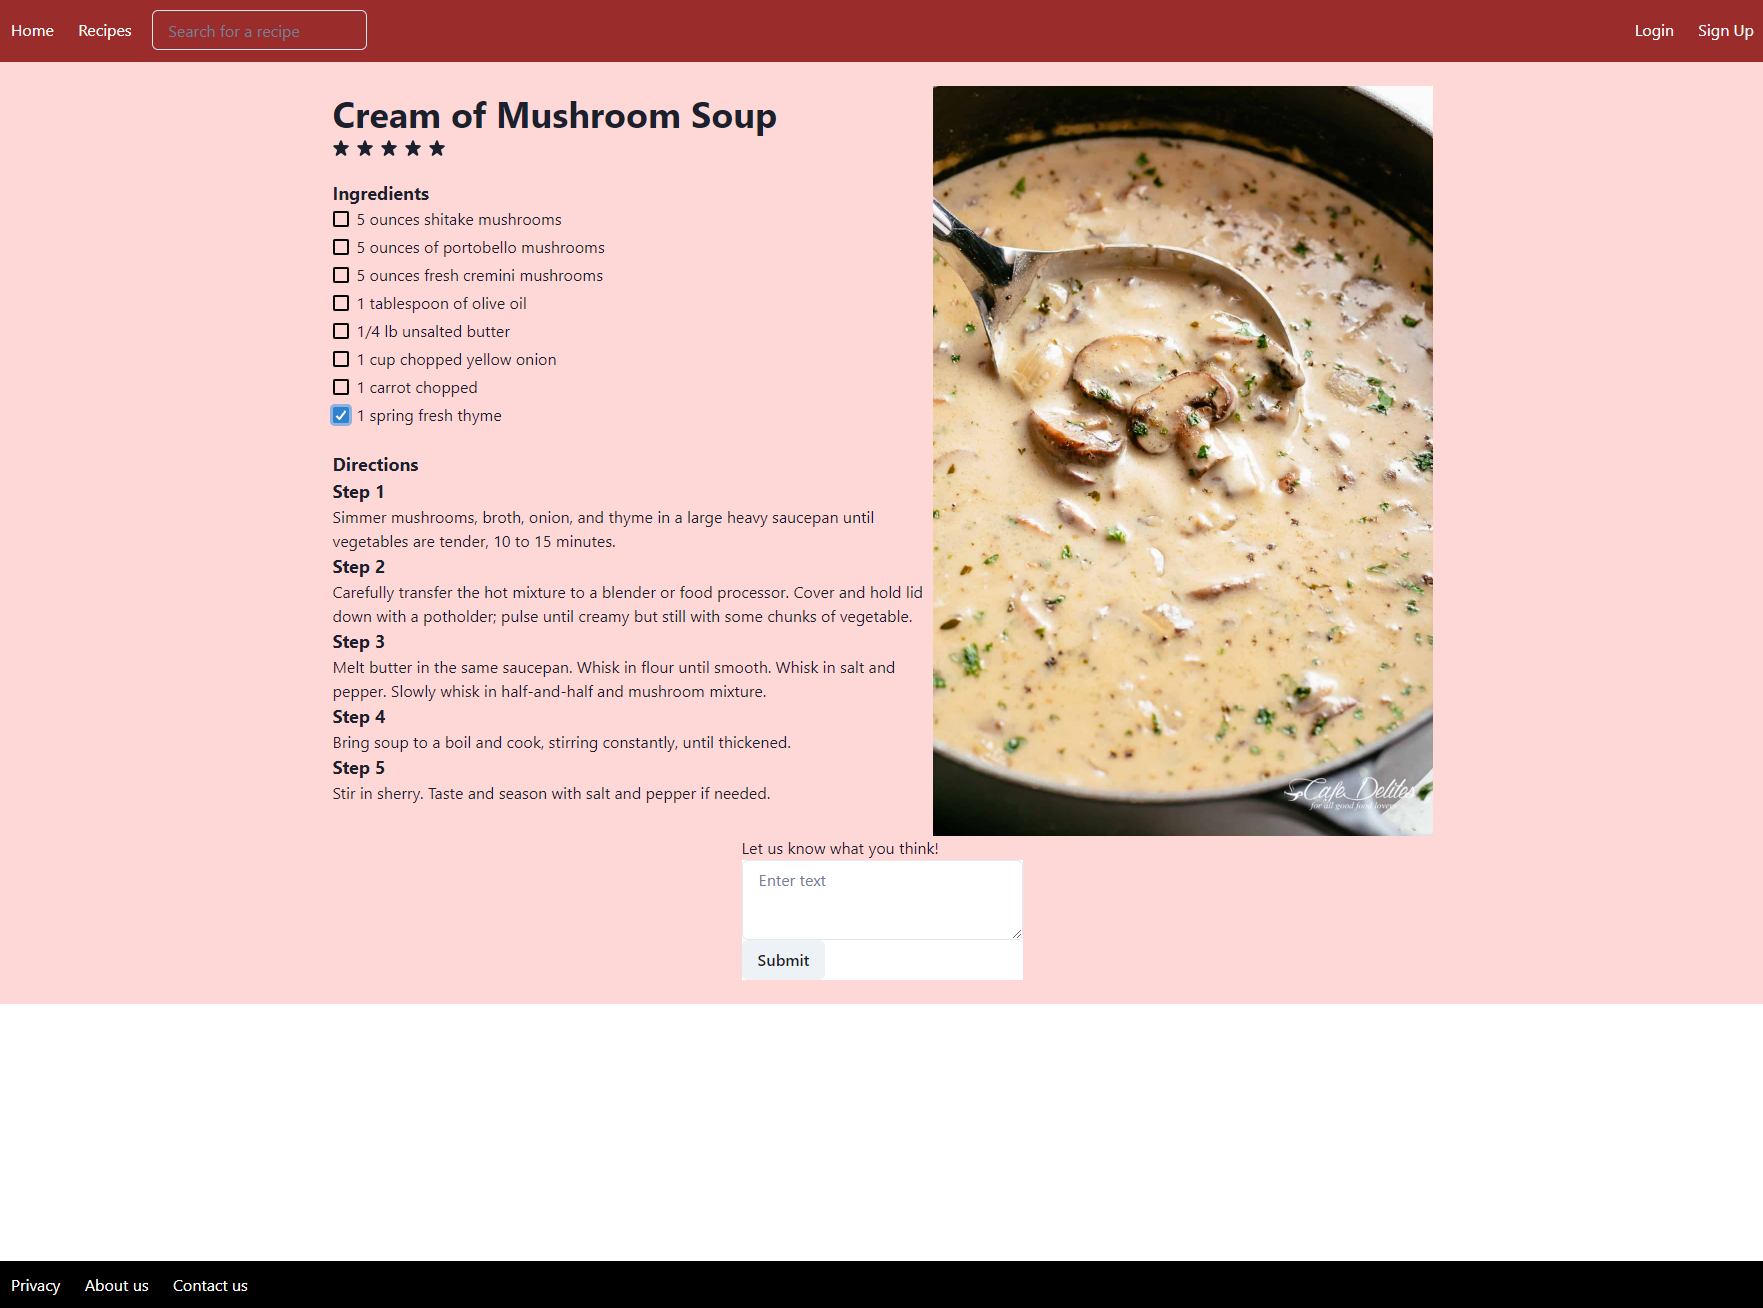 Home Recipes Search for a recipe Login Sign Up
Cream of Mushroom Soup
Ingredients
5 ounces shitake mushrooms
5 ounces of portobello mushrooms
5 ounces fresh cremini mushrooms
1 tablespoon of olive oil
1/4 lb unsalted butter
1 cup chopped yellow onion
1 carrot chopped
1 spring fresh thyme
Directions
Step 1
Simmer mushrooms, broth, onion, and thyme in a large heavy saucepan until
vegetables are tender, 10 to 15 minutes.
Step 2
Carefully transfer the hot mixture to a blender or food processor. Cover and hold lid
down with a potholder; pulse until creamy but still with some chunks of vegetable.
Step 3
Melt butter in the same saucepan. Whisk in flour until smooth. Whisk in salt and
pepper. Slowly whisk in half-and-half and mushroom mixture.
Step 4
Bring soup to a boil and cook, stirring constantly, until thickened.
Step 5
Stir in sherry. Taste and season with salt and pepper if needed.
Cafe Delites
for all good food lovers
Let us know what you think!
Enter text
Submit
Privacy About us Contact us